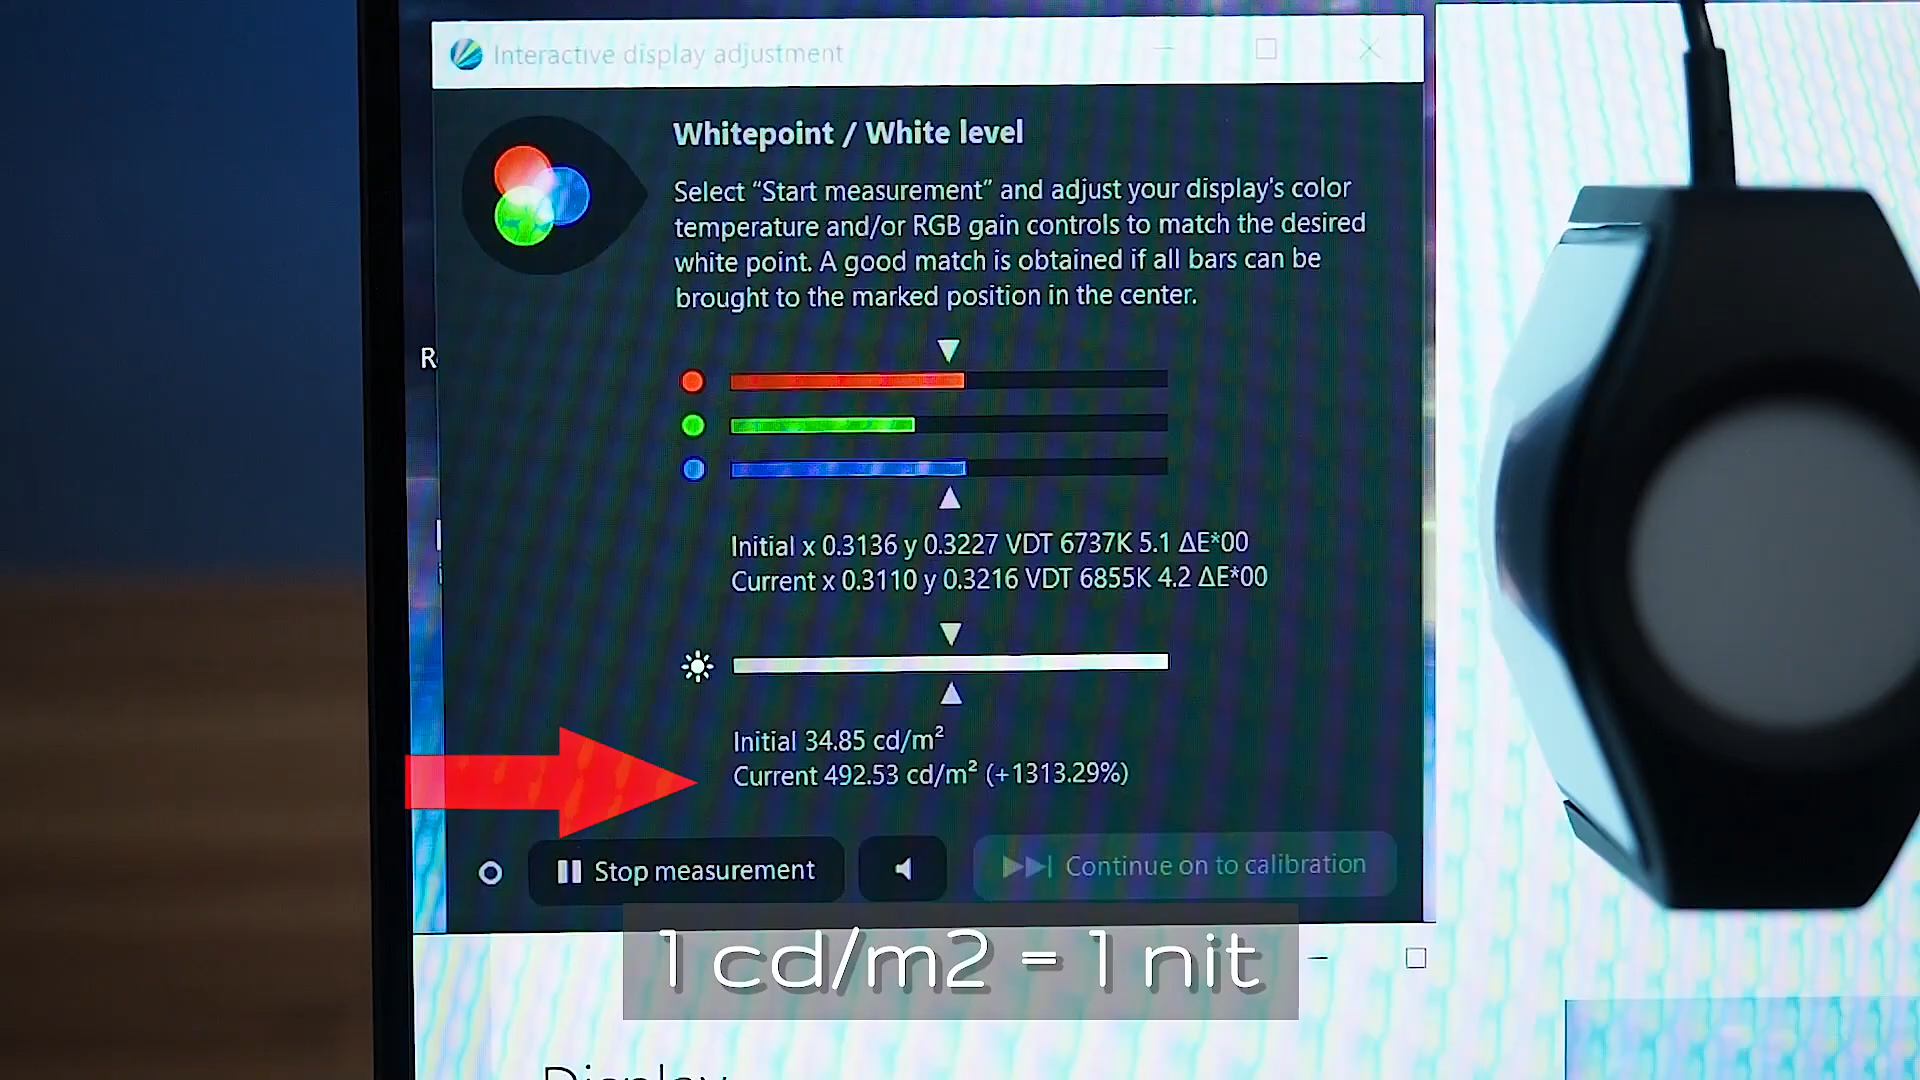 Interactive display adjustment
Whitepoint / White level
Select “Start measurement” and adjust your display's color
temperature and/or RGB gain controls to match the desired
white point. A good match is obtained if all bars can be
brought to the marked position in the center.
Initial x 0.3136 y 0.3227 VDT 6737K 5.1 ΔE*00
Current x 0.3110 y 0.3216 VDT 6855K 4.2 ΔE*00
Initial 34.85 cd/m²
Current 492.53 cd/m² (+1313.29%)
Stop measurement
Continue on to calibration
1 cd/m2 = 1 nit
Display